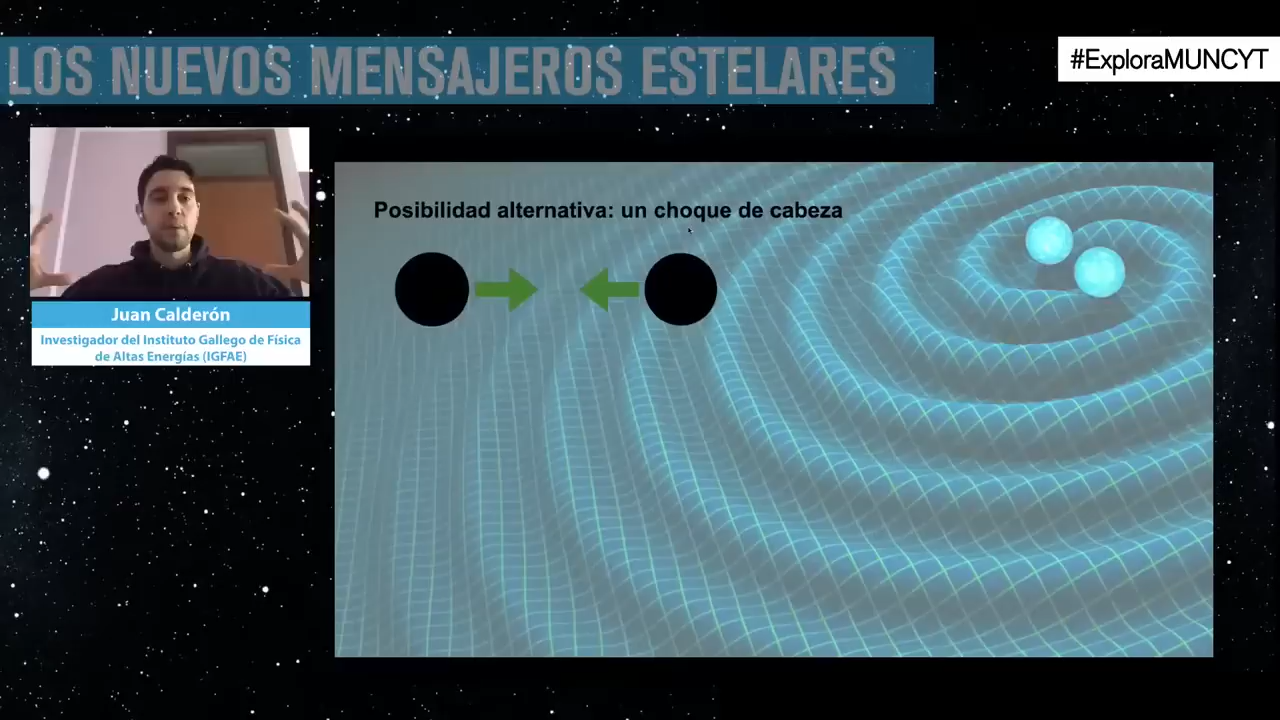 LOS NUEVOS MENSAJEROS ESTELARES
#ExploraMUNCYT
Posibilidad alternativa: un choque de cabeza
Juan Calderón
Investigador del Instituto Gallego de Física
de Altas Energías (IGFAE)